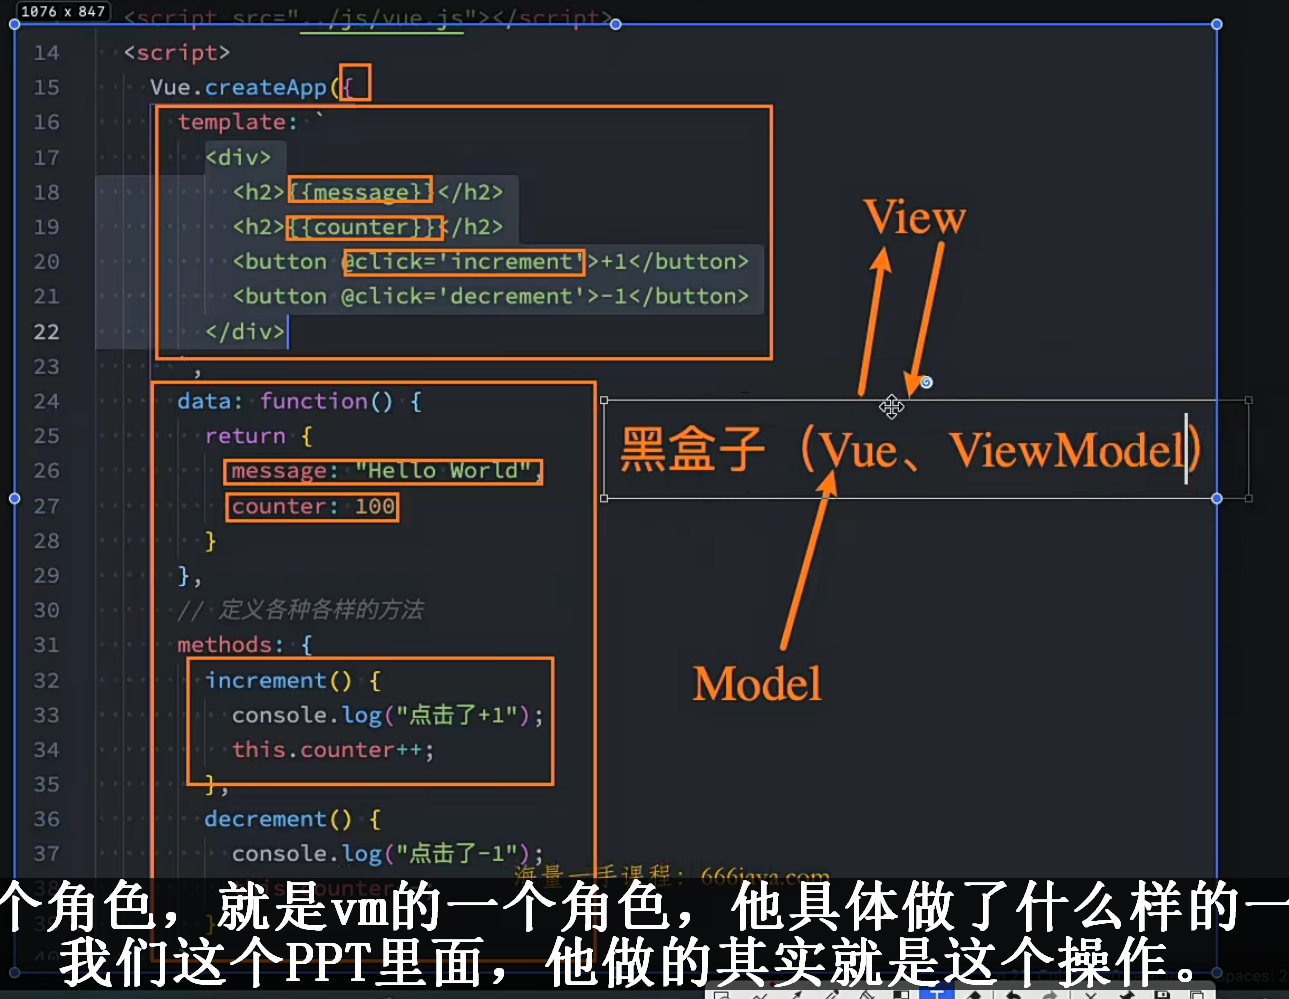 1076 x 847
<script src="../js/vue.js"></script>
14 <script>
15 Vue.createApp({
16 template: `
17 <div>
18 <h2>{{message}}</h2>
19 <h2>{{counter}}</h2>
20 <button @click='increment'>+1</button>
21 <button @click='decrement'>-1</button>
22 </div>
23 `,
24 data: function() {
25 return {
26 message: "Hello World",
27 counter: 100
28 }
29 },
30 // 定义各种各样的方法
31 methods: {
32 increment() {
33 console.log("点击了+1");
34 this.counter++;
35 },
36 decrement() {
37 console.log("点击了-1");
View
黑盒子（Vue、ViewModel）
Model
海量一手课程：666java.com
个角色，就是vm的一个角色，他具体做了什么样的一
我们这个PPT里面，他做的其实就是这个操作。